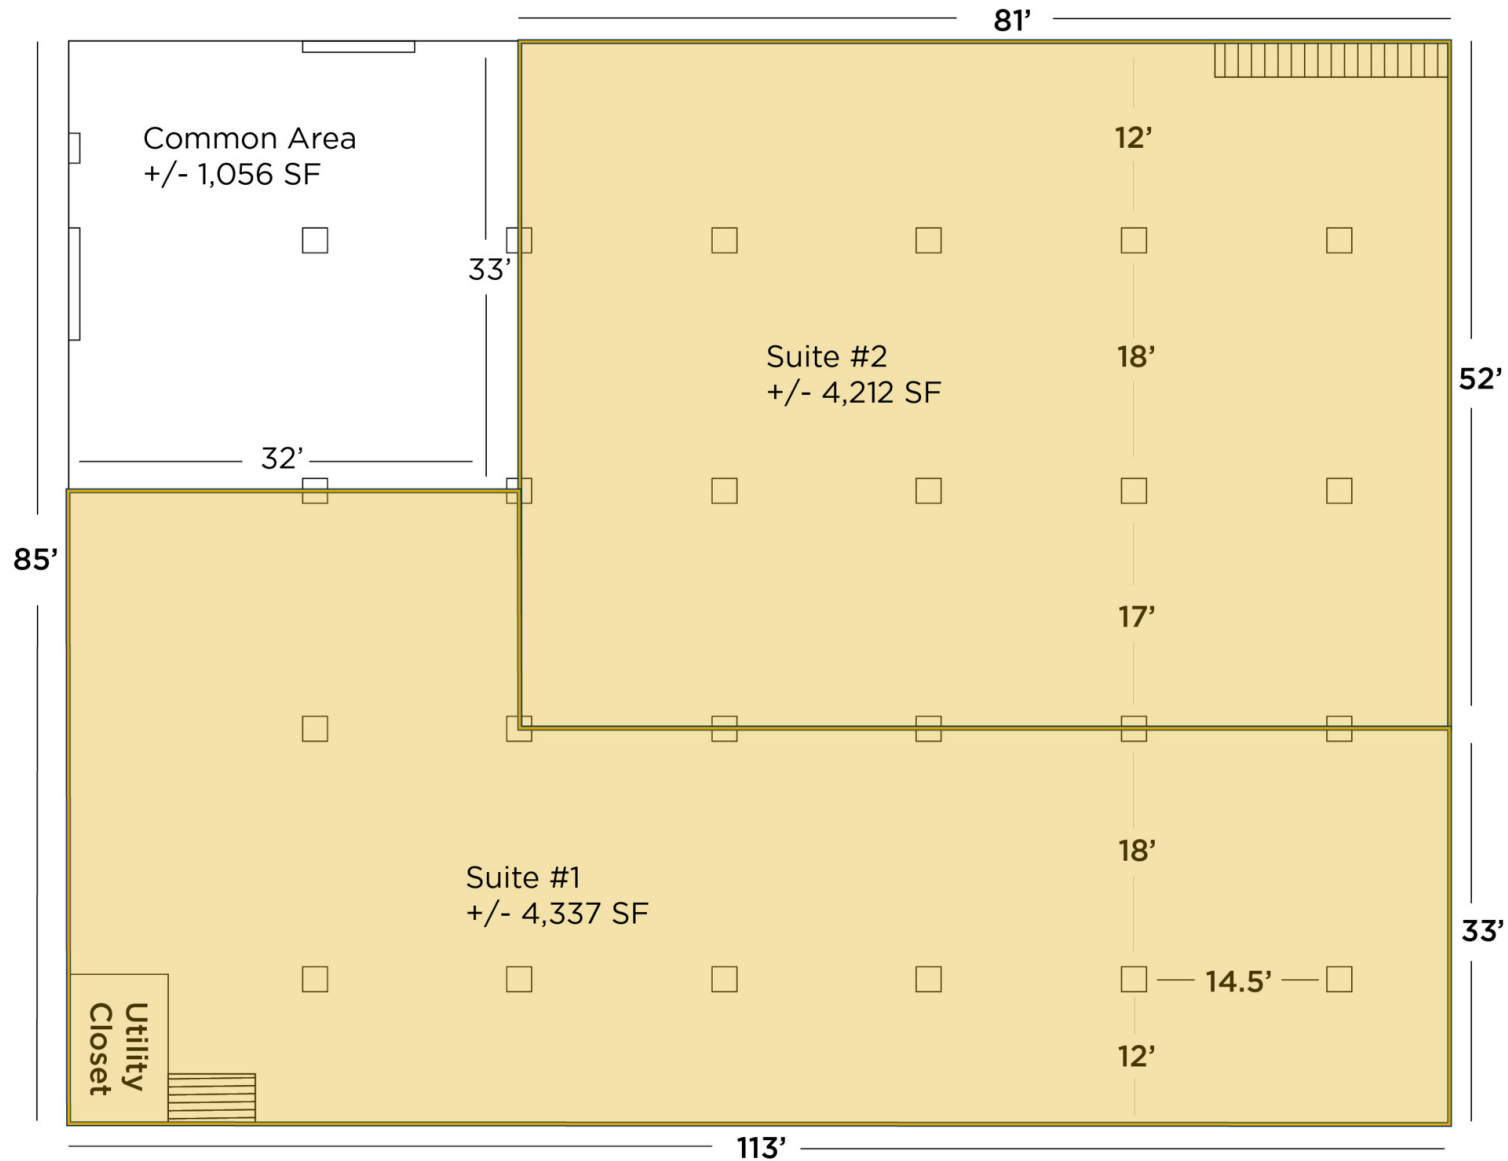 81’
Common Area
+/- 1,056 SF
12’
33’
18’
Suite #2
+/- 4,212 SF
52’
32’
85’
17’
18’
Suite #1
+/- 4,337 SF
33’
14.5’
Utility
Closet
12’
113’